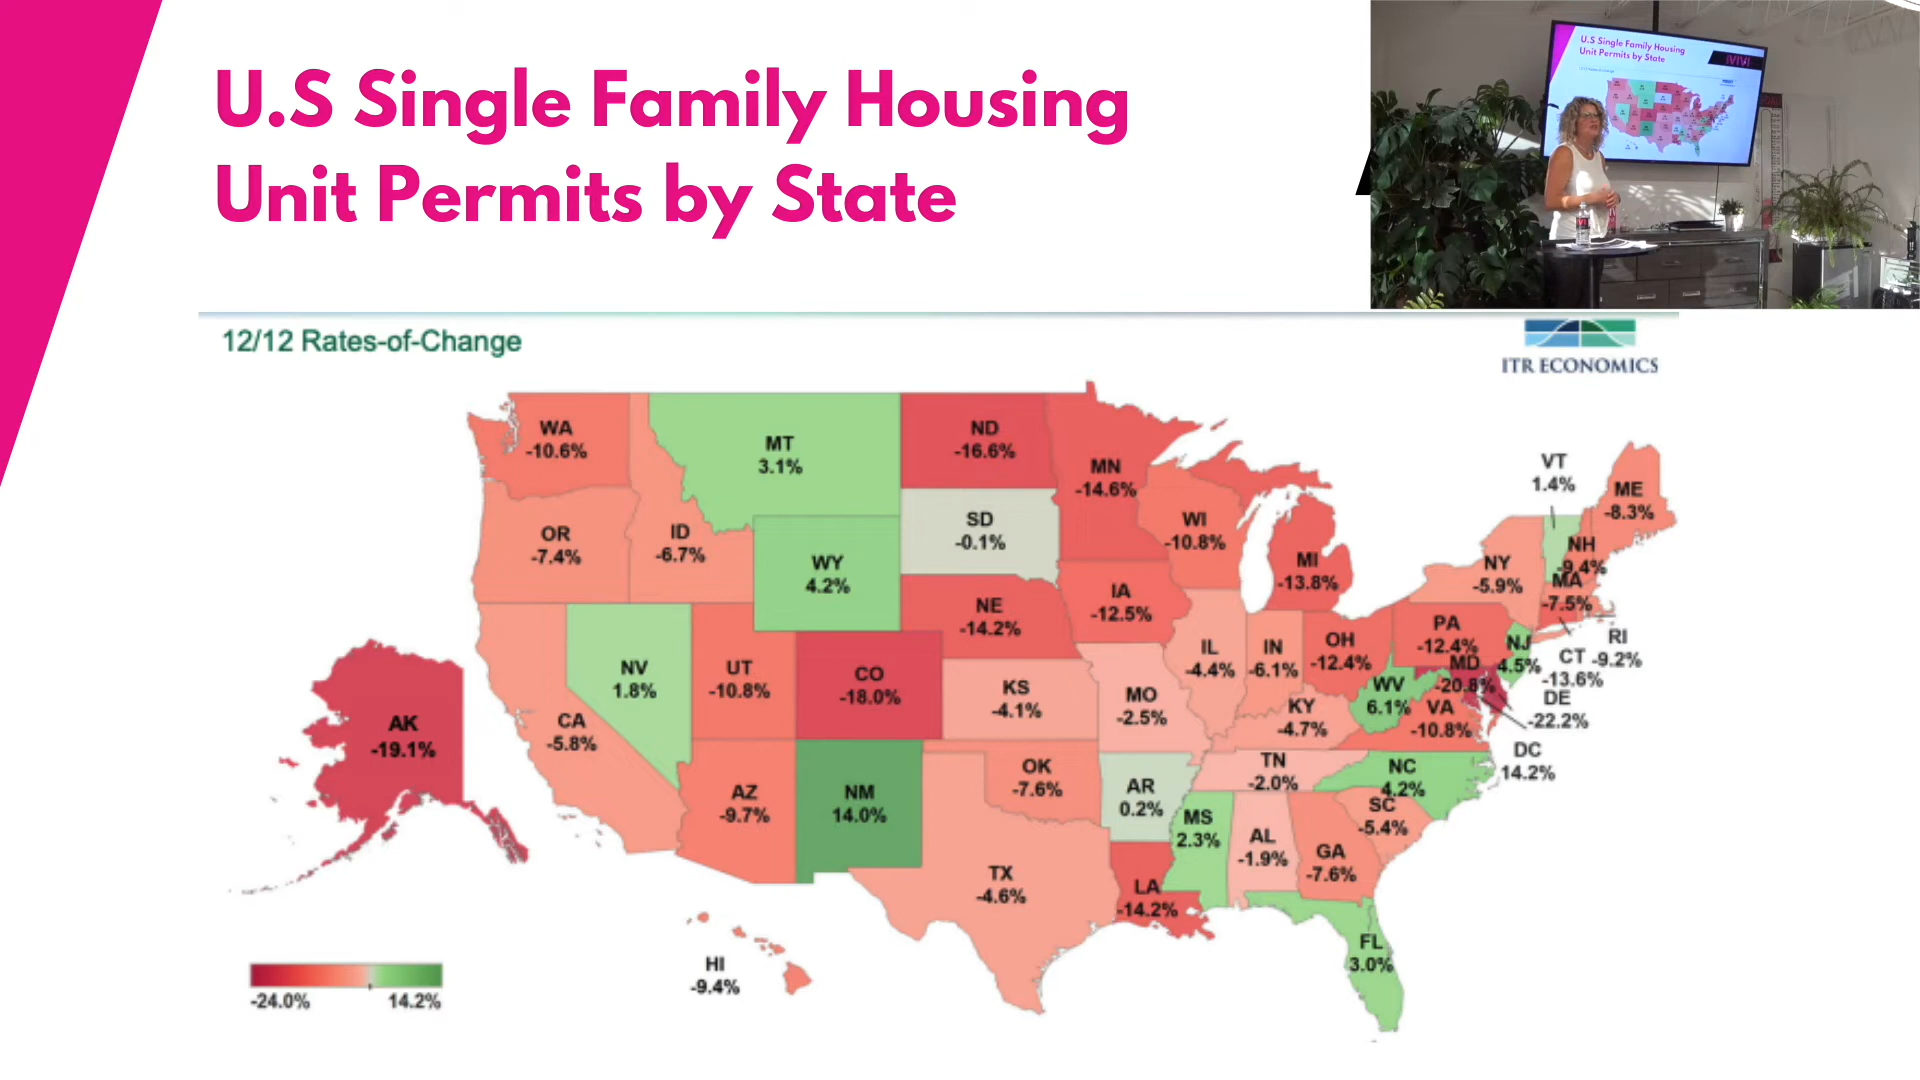 U.S Single Family Housing
Unit Permits by State
U.S Single Family Housing
Unit Permits by State
12/12 Rates-of-Change
ITR ECONOMICS
WA
-10.6%
MT
3.1%
ND
-16.6%
MN
-14.6%
VT
1.4%
ME
-8.3%
OR
-7.4%
ID
-6.7%
WY
4.2%
SD
-0.1%
WI
-10.8%
MI
-13.8%
NY
-5.9%
NH
-9.4%
MA
-7.5%
NE
-14.2%
IA
-12.5%
PA
-12.4%
NJ
4.5%
RI
-9.2%
CT
-13.6%
NV
1.8%
UT
-10.8%
CO
-18.0%
KS
-4.1%
MO
-2.5%
IL
-4.4%
IN
-6.1%
OH
-12.4%
MD
-20.8%
WV
6.1%
VA
-10.8%
DE
-22.2%
DC
14.2%
AK
-19.1%
CA
-5.8%
KY
-4.7%
AZ
-9.7%
NM
14.0%
OK
-7.6%
AR
0.2%
TN
-2.0%
NC
4.2%
SC
-5.4%
MS
2.3%
AL
-1.9%
GA
-7.6%
TX
-4.6%
LA
-14.2%
FL
3.0%
HI
-9.4%
-24.0%
14.2%